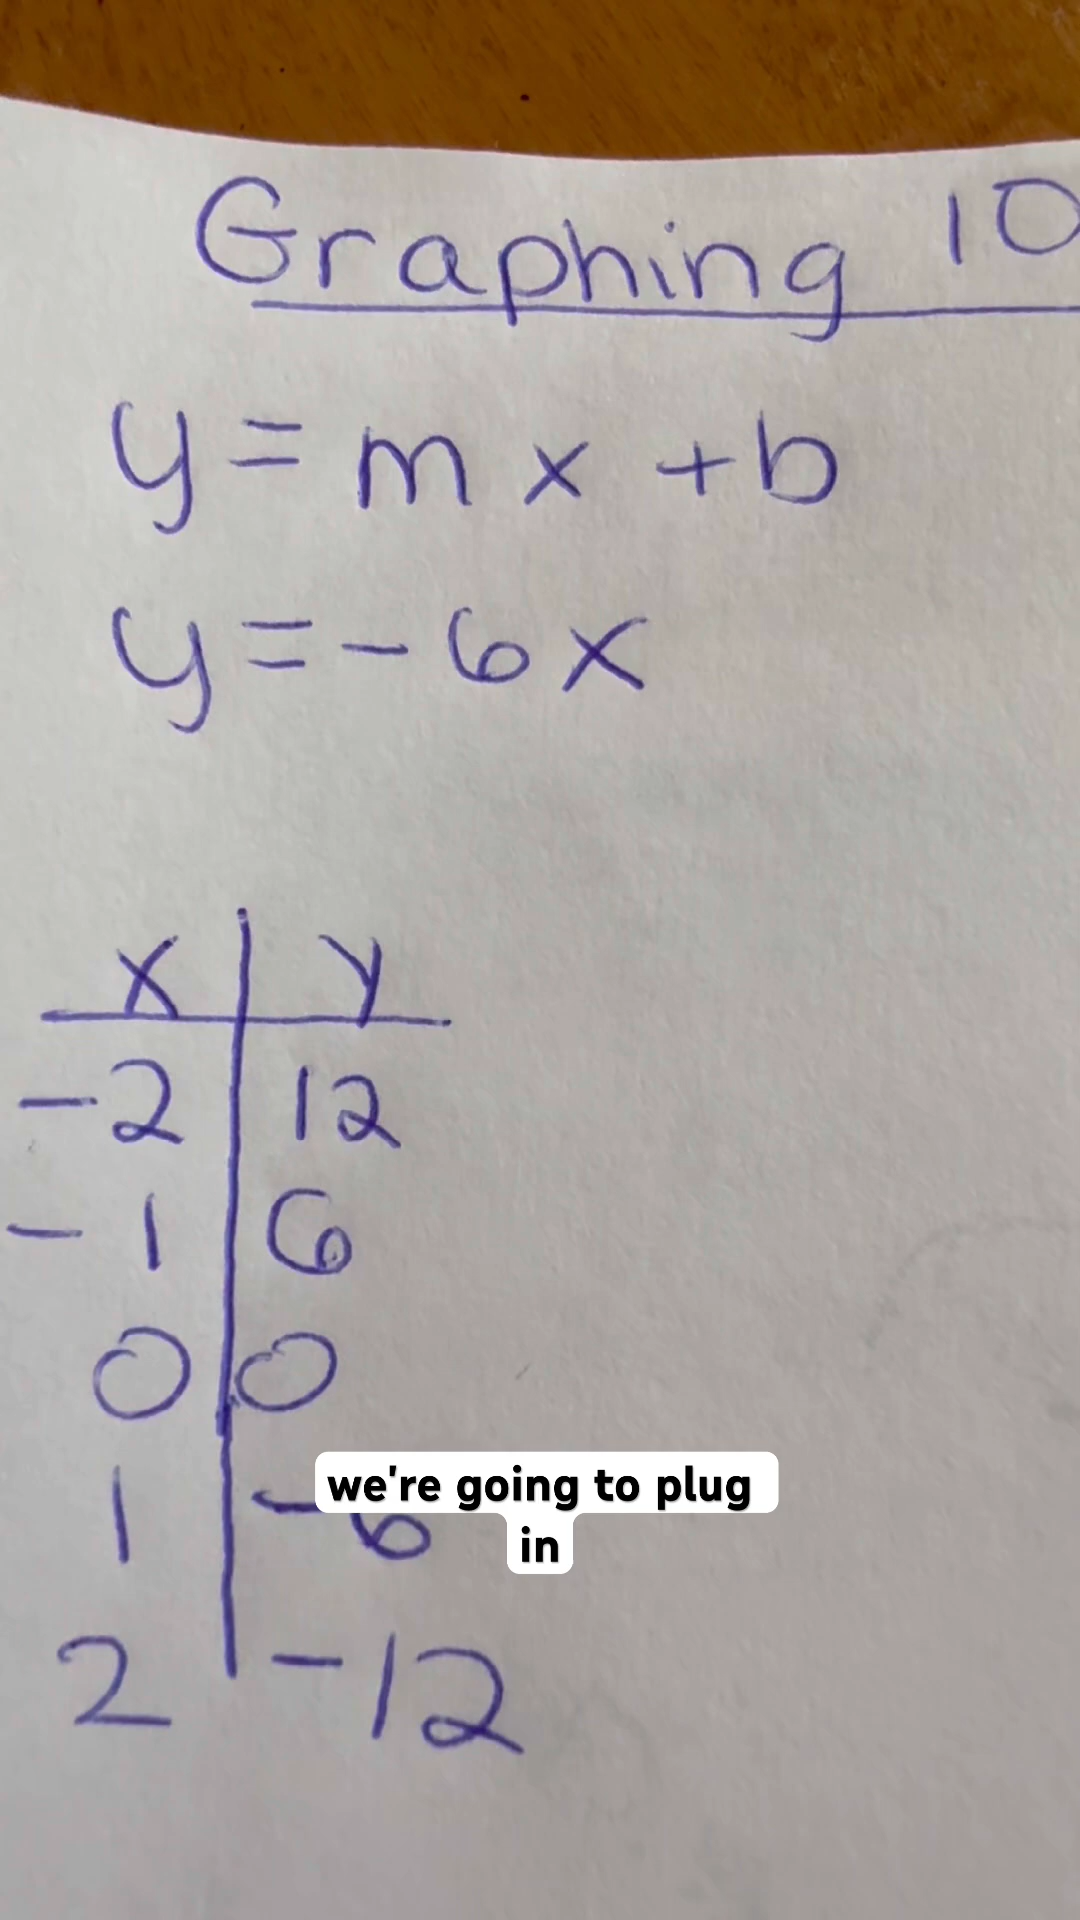 Graphing 10
y = mx + b
y = -6x
x y
-2 12
-1 6
0 0
1 -6
2 -12
we're going to plug
in